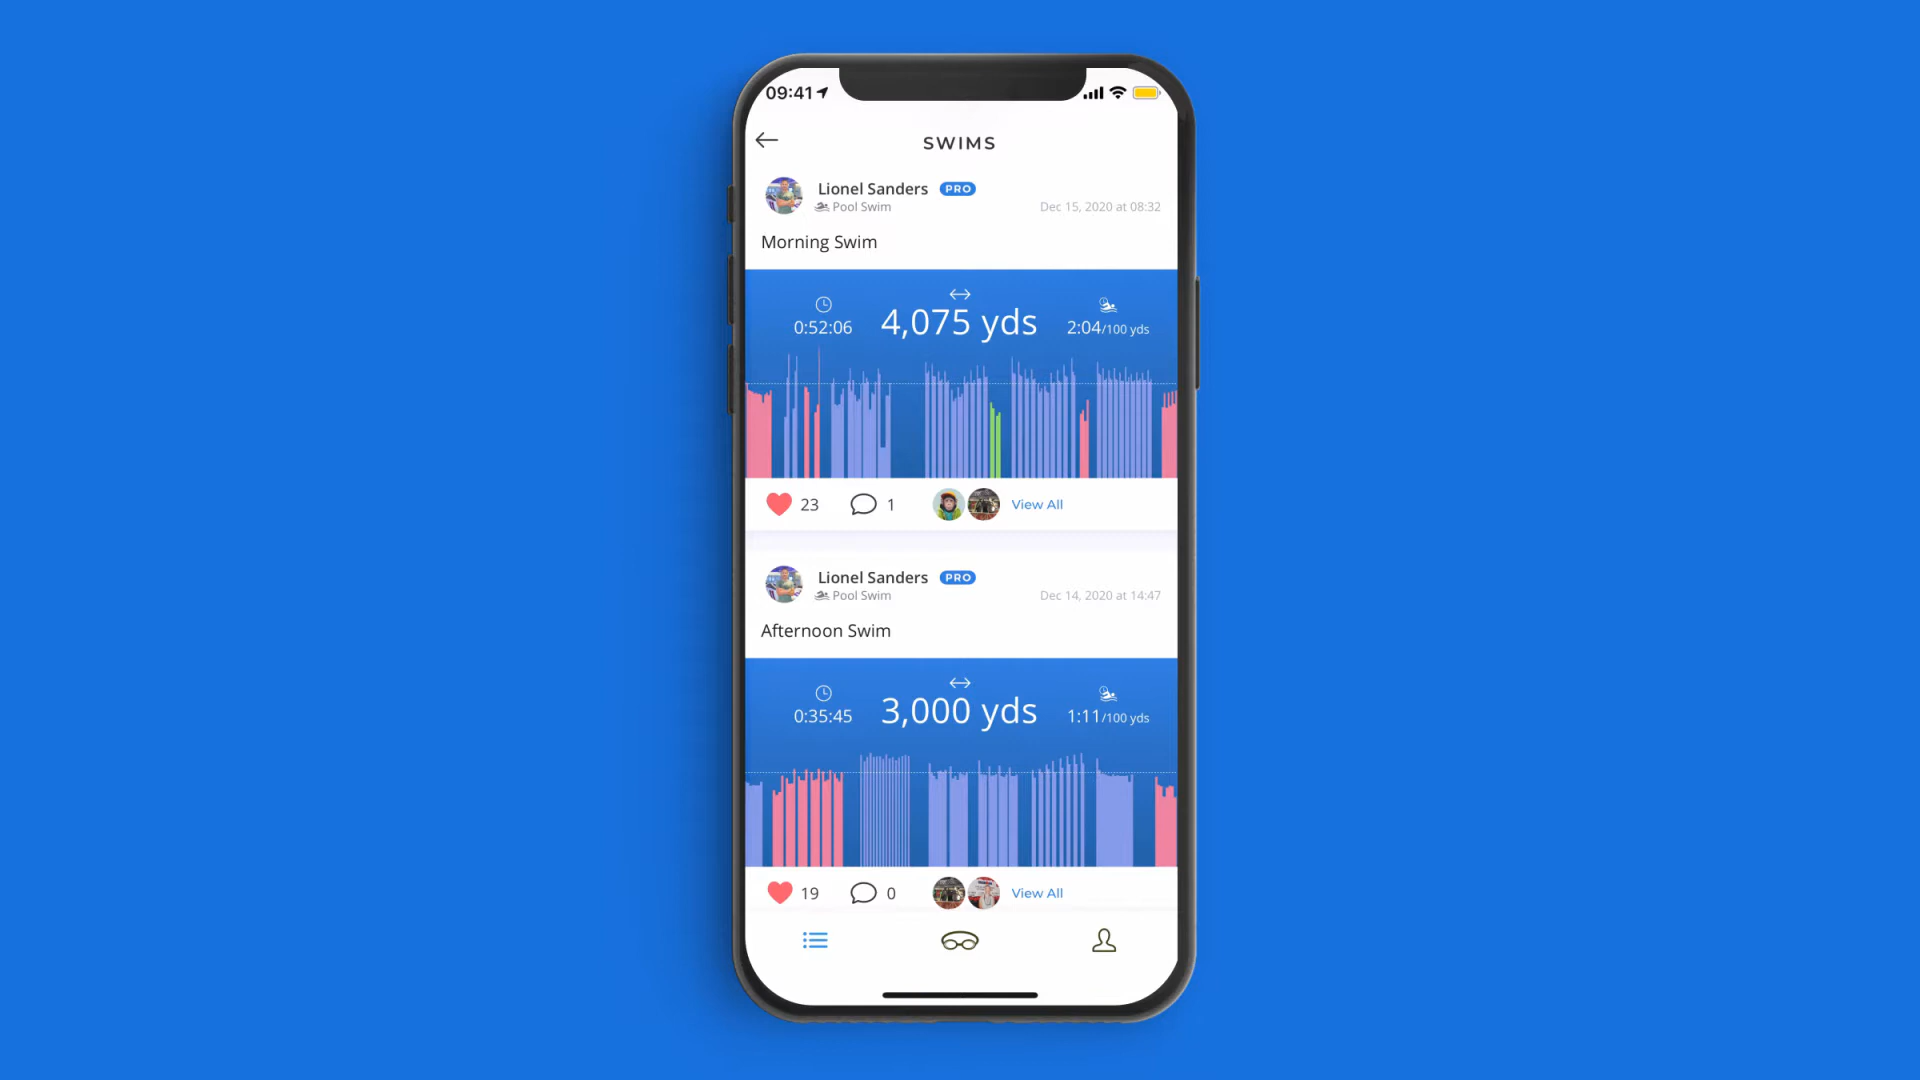 09:41
SWIMS
Lionel Sanders PRO
Pool Swim
Dec 15, 2020 at 08:32
Morning Swim
0:52:06 4,075 yds 2:04/100 yds
23 1 View All
Lionel Sanders PRO
Pool Swim
Dec 14, 2020 at 14:47
Afternoon Swim
0:35:45 3,000 yds 1:11/100 yds
19 0 View All